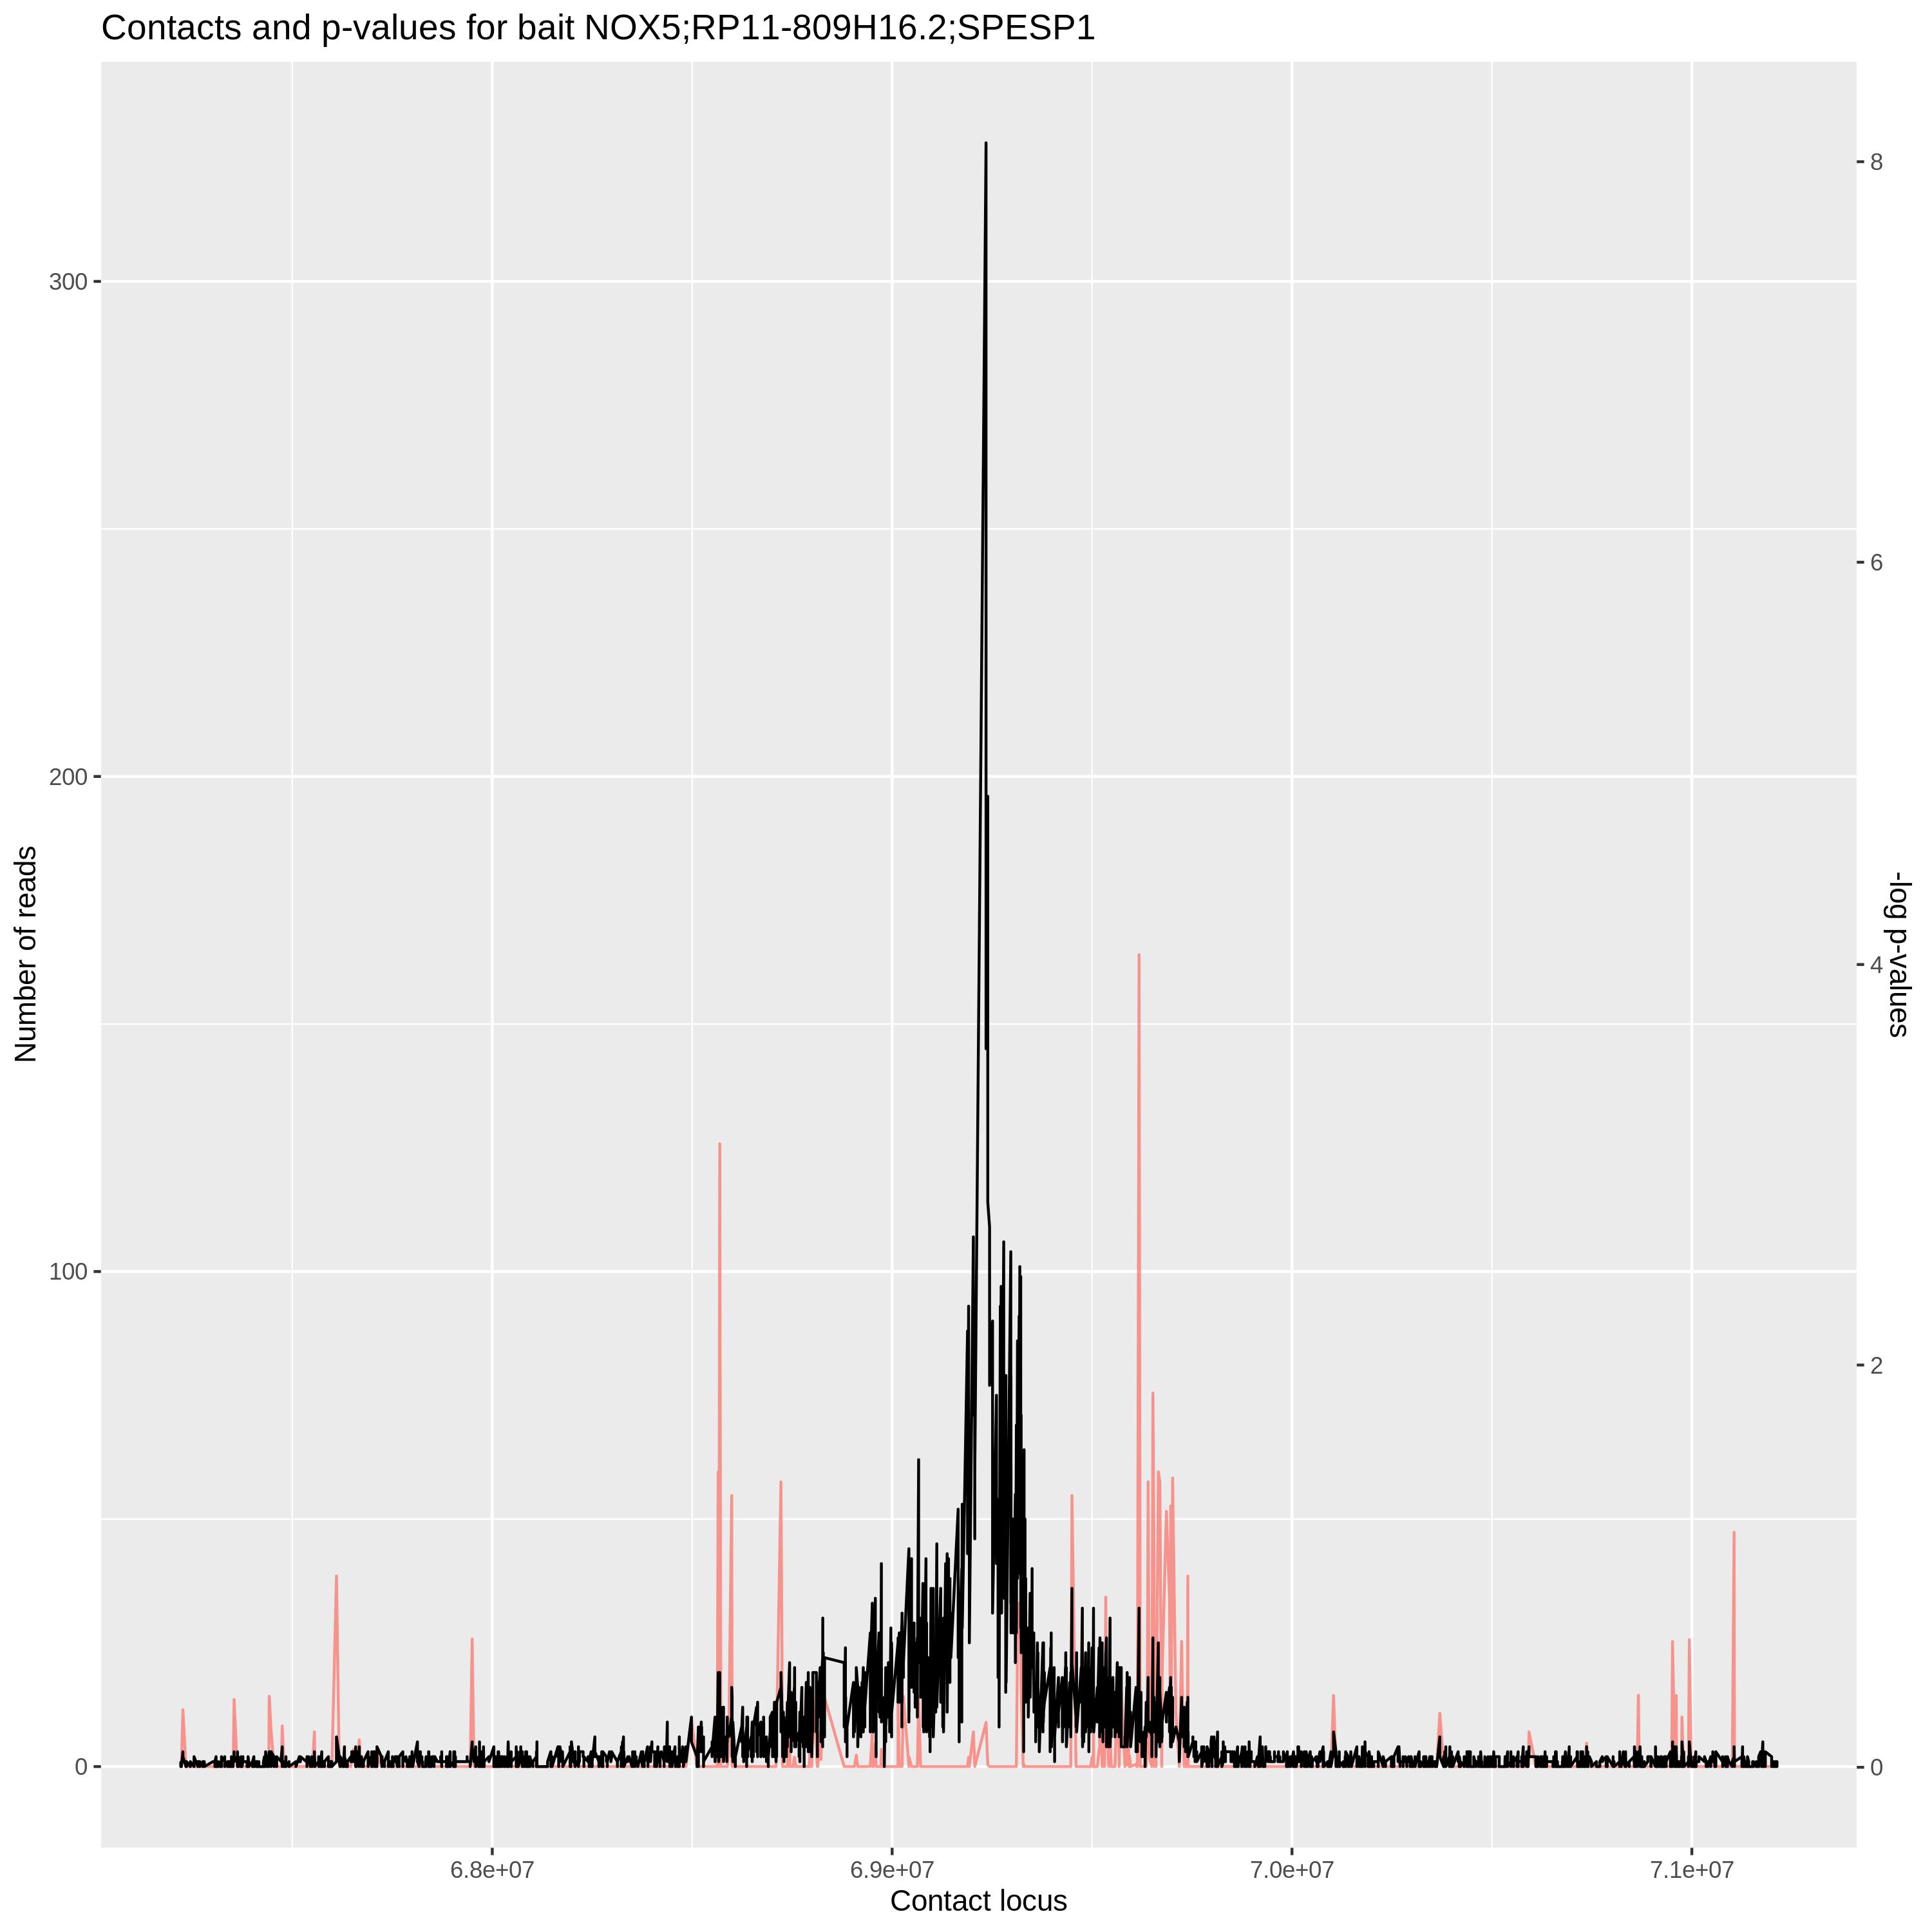 Contacts and p-values for bait NOX5;RP11-809H16.2;SPESP1
300
200
100
0
Number of reads
8
6
4
2
0
-log p-values
6.8e+07
6.9e+07
7.0e+07
7.1e+07
Contact locus